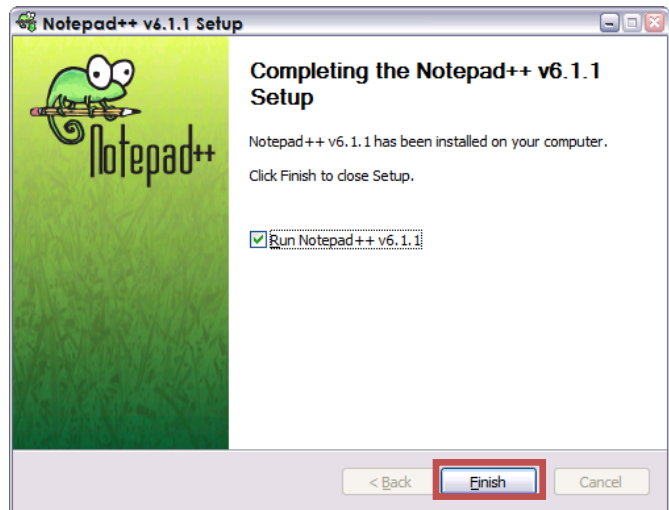 Notepad++ v6.1.1 Setup
Notepad++
Completing the Notepad++ v6.1.1
Setup
Notepad++ v6.1.1 has been installed on your computer.
Click Finish to close Setup.
Run Notepad++ v6.1.1
< Back
Finish
Cancel